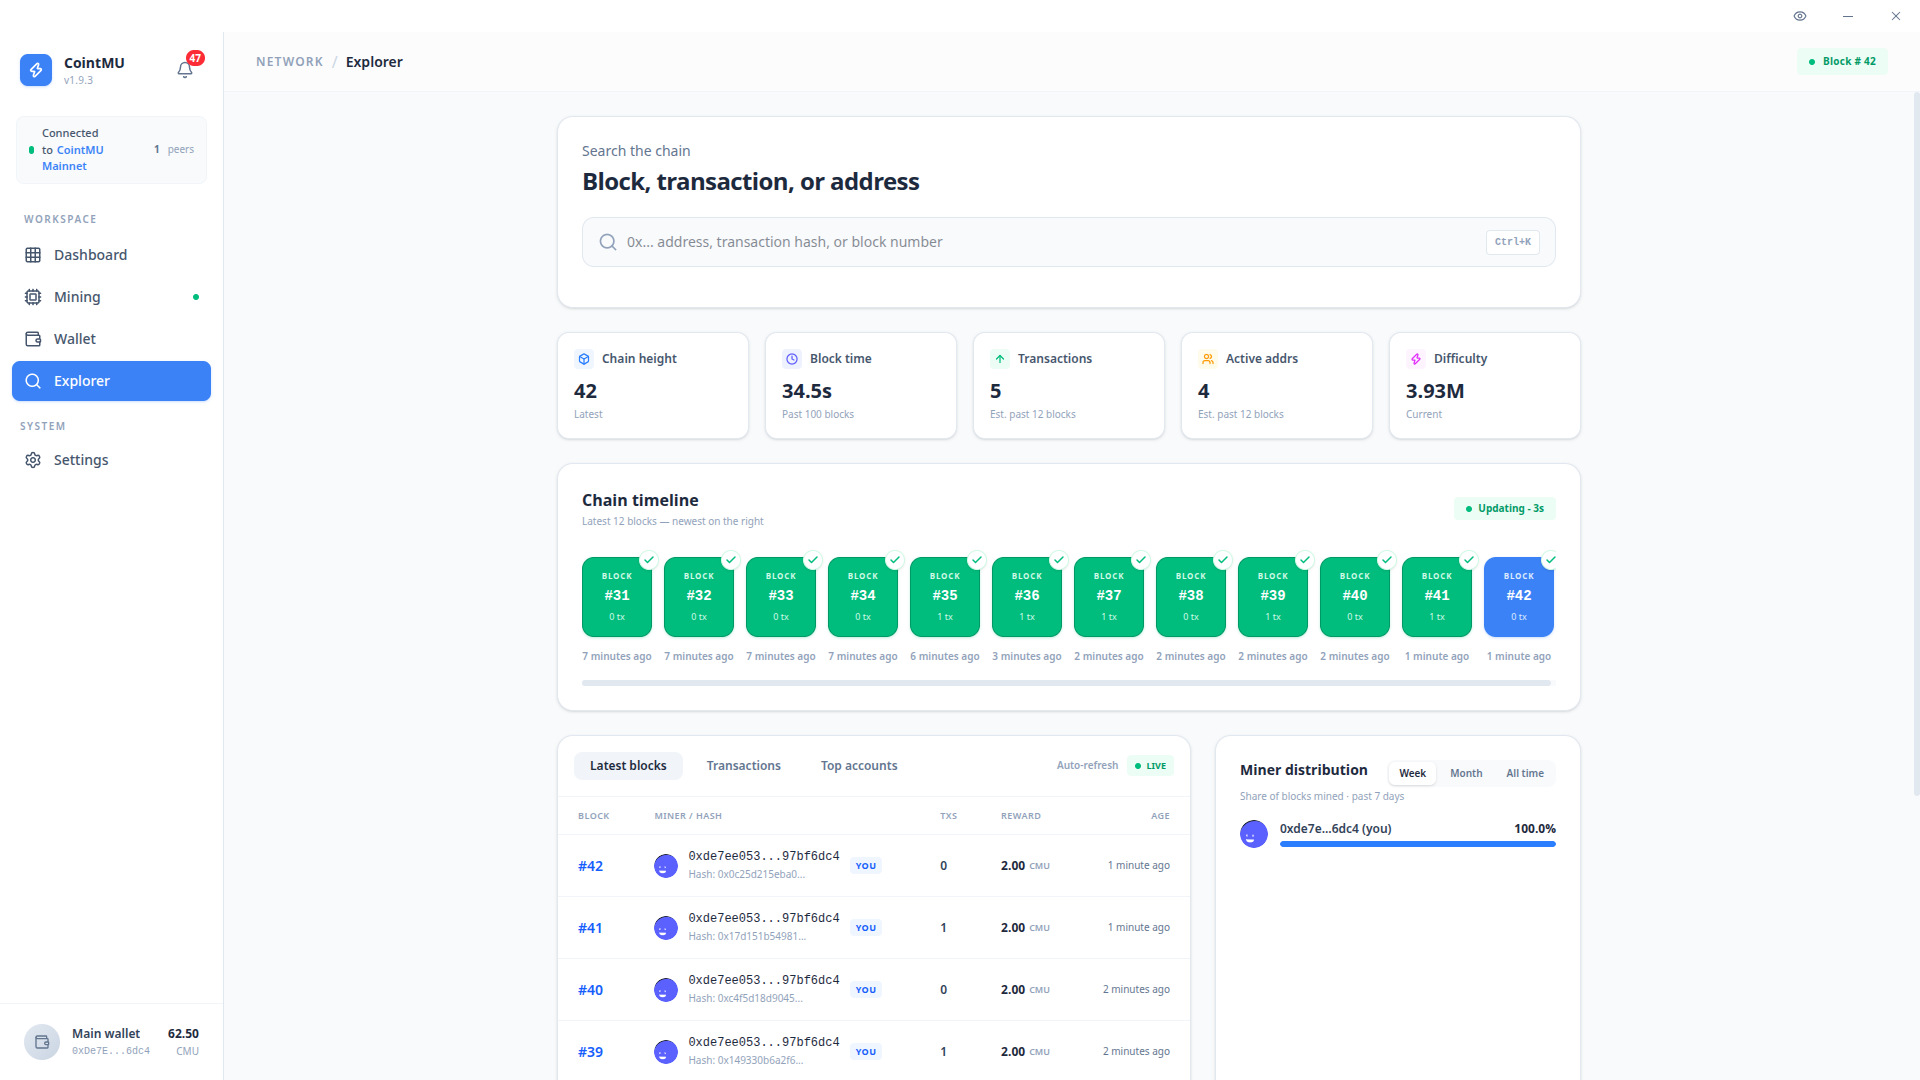 CointMU
v1.9.3
47
Connected
to CointMU
Mainnet
1 peers
WORKSPACE
Dashboard
Mining
Wallet
Explorer
SYSTEM
Settings
Main wallet
0xDe7E...6dc4
62.50
CMU
NETWORK / Explorer
Block # 42
Search the chain
Block, transaction, or address
0x... address, transaction hash, or block number
Ctrl+K
Chain height
42
Latest
Block time
34.5s
Past 100 blocks
Transactions
5
Est. past 12 blocks
Active addrs
4
Est. past 12 blocks
Difficulty
3.93M
Current
Chain timeline
Latest 12 blocks — newest on the right
Updating - 3s
BLOCK
#31
0 tx
7 minutes ago
BLOCK
#32
0 tx
7 minutes ago
BLOCK
#33
0 tx
7 minutes ago
BLOCK
#34
0 tx
7 minutes ago
BLOCK
#35
1 tx
6 minutes ago
BLOCK
#36
1 tx
3 minutes ago
BLOCK
#37
1 tx
2 minutes ago
BLOCK
#38
0 tx
2 minutes ago
BLOCK
#39
1 tx
2 minutes ago
BLOCK
#40
0 tx
2 minutes ago
BLOCK
#41
1 tx
1 minute ago
BLOCK
#42
0 tx
1 minute ago
Latest blocks Transactions Top accounts Auto-refresh LIVE
BLOCK MINER / HASH TXS REWARD AGE
#42 0xde7ee053...97bf6dc4 YOU 0 2.00 CMU 1 minute ago
Hash: 0x0c25d215eba0...
#41 0xde7ee053...97bf6dc4 YOU 1 2.00 CMU 1 minute ago
Hash: 0x17d151b54981...
#40 0xde7ee053...97bf6dc4 YOU 0 2.00 CMU 2 minutes ago
Hash: 0xc4f5d18d9045...
#39 0xde7ee053...97bf6dc4 YOU 1 2.00 CMU 2 minutes ago
Hash: 0x149330b6a2f6...
Miner distribution
Week Month All time
Share of blocks mined · past 7 days
0xde7e...6dc4 (you) 100.0%